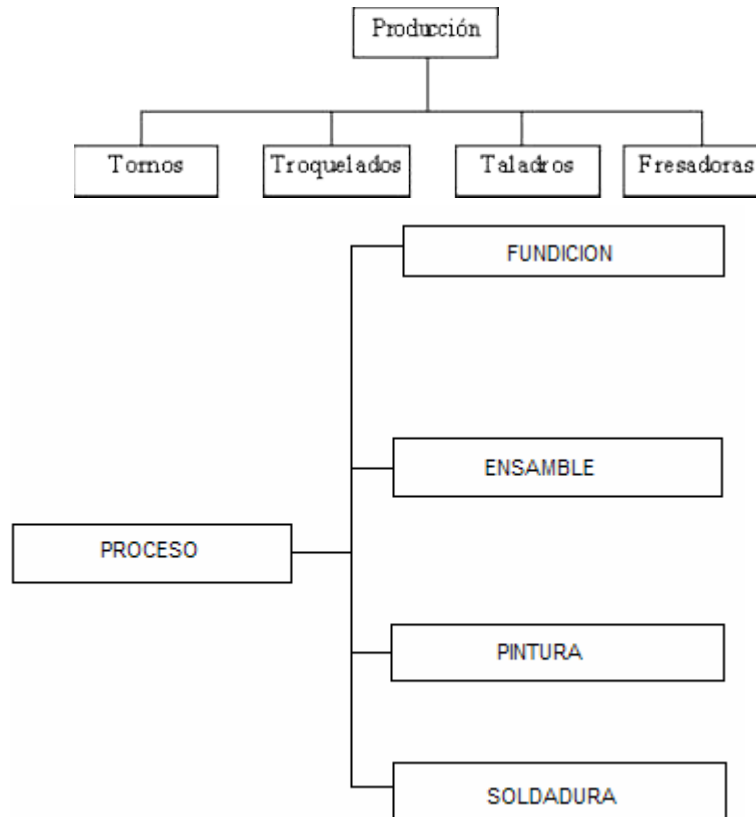 Producción
Tornos Troquelados Taladros Fresadoras
FUNDICION
ENSAMBLE
PROCESO
PINTURA
SOLDADURA